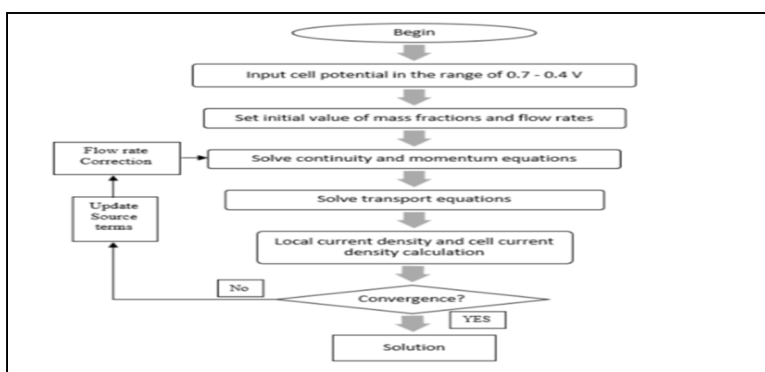 Begin
Input cell potential in the range of 0.7 - 0.4 V
Set initial value of mass fractions and flow rates
Flow rate
Correction
Solve continuity and momentum equations
Update
Source
terms
Solve transport equations
Local current density and cell current
density calculation
No
Convergence?
YES
Solution